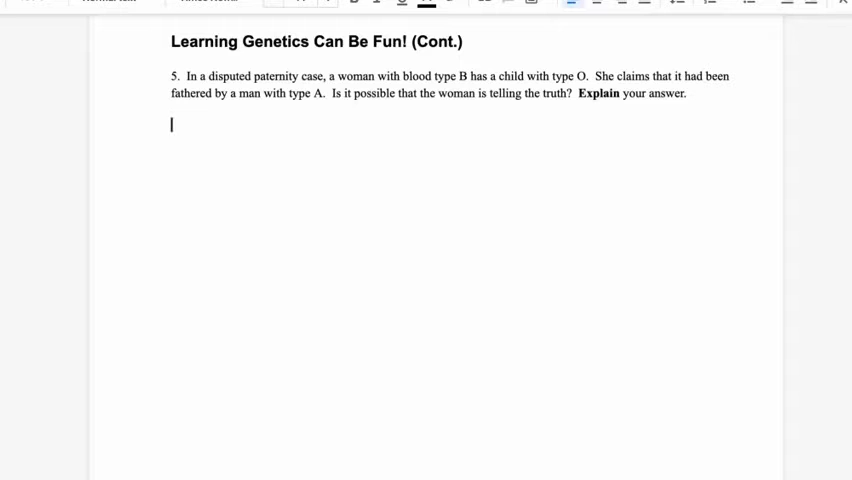 Learning Genetics Can Be Fun! (Cont.)
5. In a disputed paternity case, a woman with blood type B has a child with type O. She claims that it had been
fathered by a man with type A. Is it possible that the woman is telling the truth? Explain your answer.